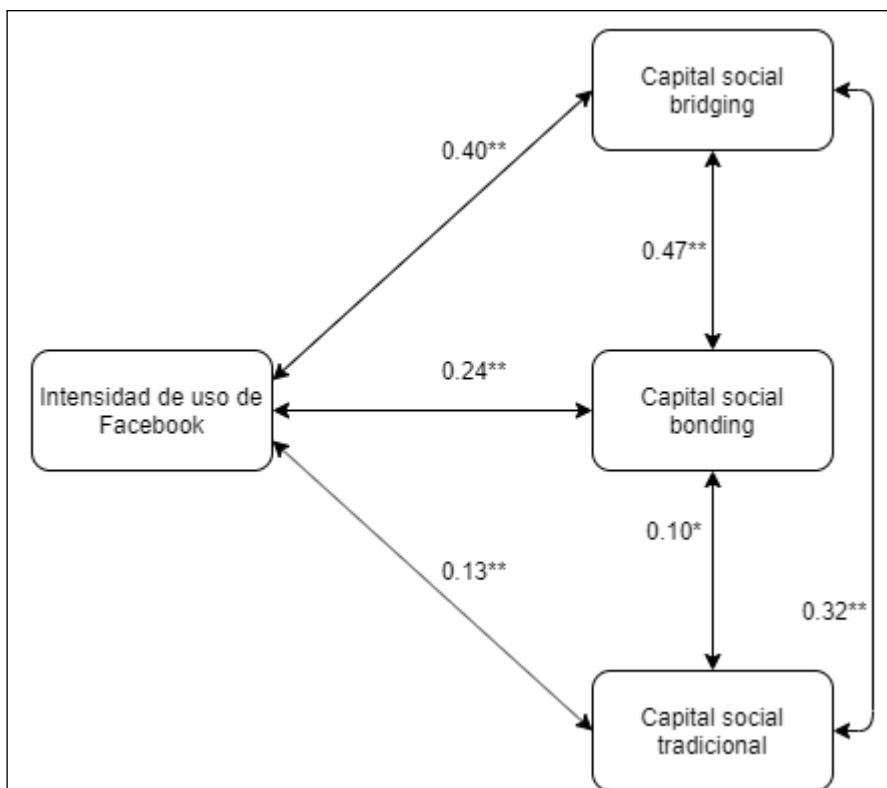 Capital social
bridging
0.40**
0.47**
Intensidad de uso de
Facebook
0.24**
Capital social
bonding
0.10*
0.13**
0.32**
Capital social
tradicional